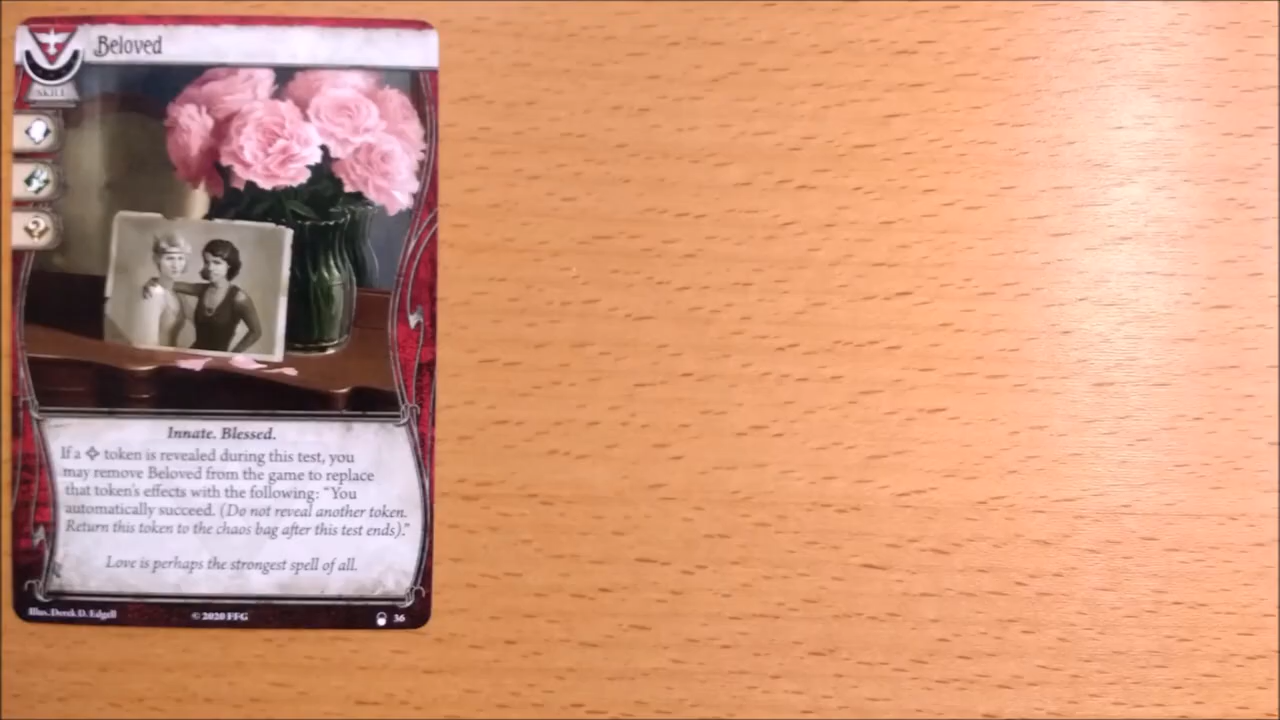 Beloved
SKILL
Innate. Blessed.
If a token is revealed during this test, you
may remove Beloved from the game to replace
that token's effects with the following: “You
automatically succeed. (Do not reveal another token.
Return this token to the chaos bag after this test ends).”
Love is perhaps the strongest spell of all.
Illus. Derek D. Edgell
© 2020 FFG
36